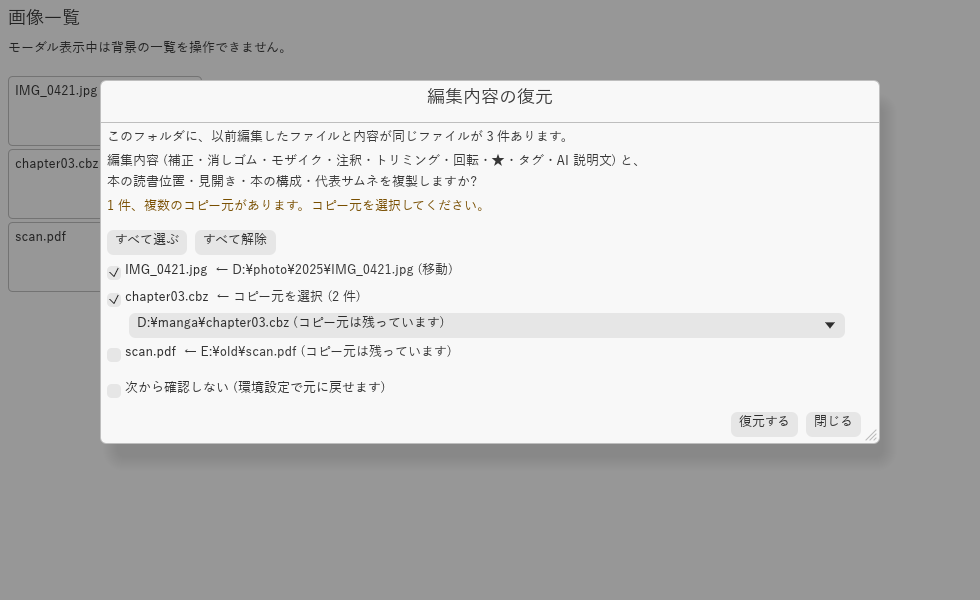 画像一覧
モーダル表示中は背景の一覧を操作できません。
IMG_0421.jpg
chapter03.cbz
scan.pdf
編集内容の復元
このフォルダに、以前編集したファイルと内容が同じファイルが 3 件あります。
編集内容 (補正・消しゴム・モザイク・注釈・トリミング・回転・★・タグ・AI 説明文) と、
本の読書位置・見開き・本の構成・代表サムネを複製しますか?
1 件、複数のコピー元があります。コピー元を選択してください。
すべて選ぶ すべて解除
IMG_0421.jpg ← D:¥photo¥2025¥IMG_0421.jpg (移動)
chapter03.cbz ← コピー元を選択 (2 件)
D:¥manga¥chapter03.cbz (コピー元は残っています)
scan.pdf ← E:¥old¥scan.pdf (コピー元は残っています)
次から確認しない (環境設定で元に戻せます)
復元する 閉じる